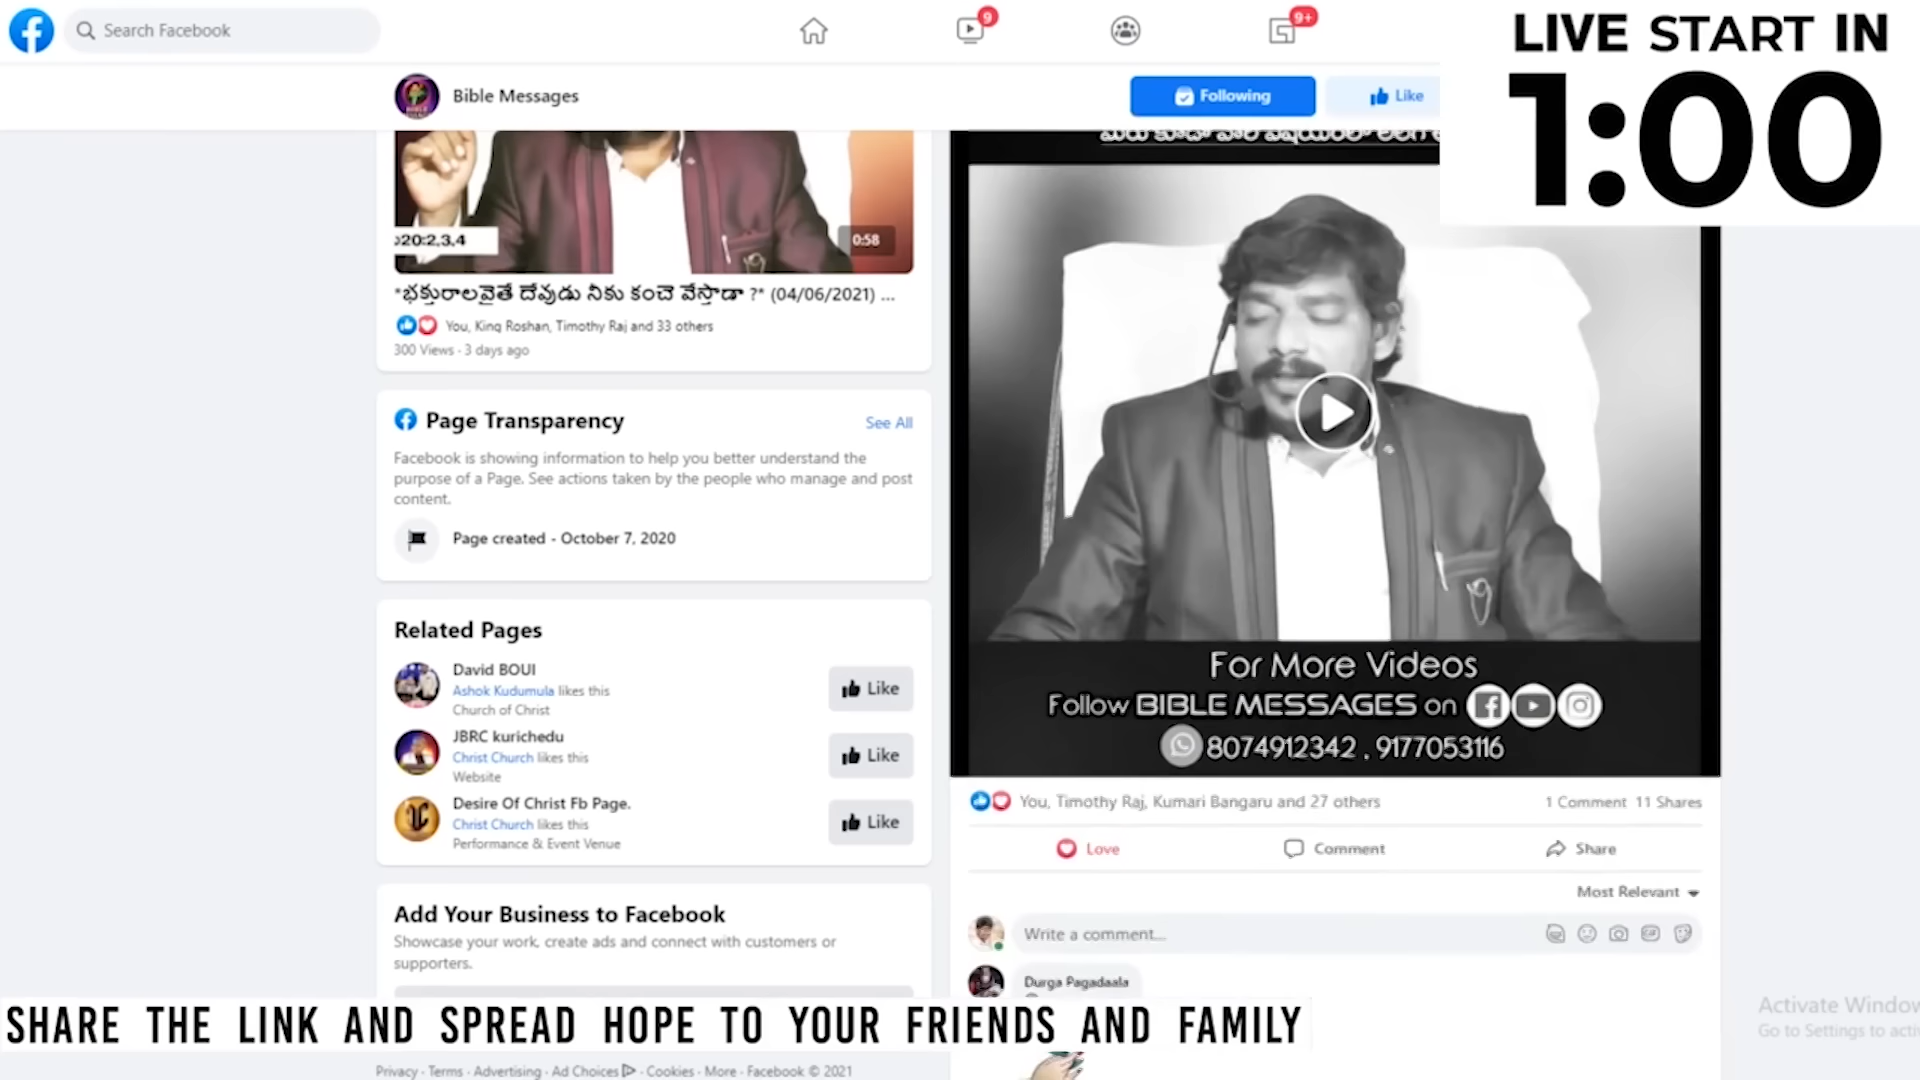 Search Facebook
9
9+
LIVE START IN
1:00
Bible Messages
Following
Like
20:2,3,4
0:58
*భక్తురాలవైతే దేవుడు నీకు కంచె వేస్తాడా ?* (04/06/2021) ...
You, King Roshan, Timothy Raj and 33 others
300 Views · 3 days ago
Page Transparency
See All
Facebook is showing information to help you better understand the
purpose of a Page. See actions taken by the people who manage and post
content.
Page created - October 7, 2020
Related Pages
David BOUI
Ashok Kudumula likes this
Church of Christ
Like
JBRC kurichedu
Christ Church likes this
Website
Like
Desire Of Christ Fb Page.
Christ Church likes this
Performance & Event Venue
Like
Add Your Business to Facebook
Showcase your work, create ads and connect with customers or
supporters.
For More Videos
Follow BIBLE MESSAGES on
8074912342 , 9177053116
You, Timothy Raj, Kumari Bangaru and 27 others
1 Comment 11 Shares
Love
Comment
Share
Most Relevant
Write a comment...
Durga Pagadaala
SHARE THE LINK AND SPREAD HOPE TO YOUR FRIENDS AND FAMILY
Activate Window
Go to Settings to acti
Privacy · Terms · Advertising · Ad Choices · Cookies · More · Facebook © 2021